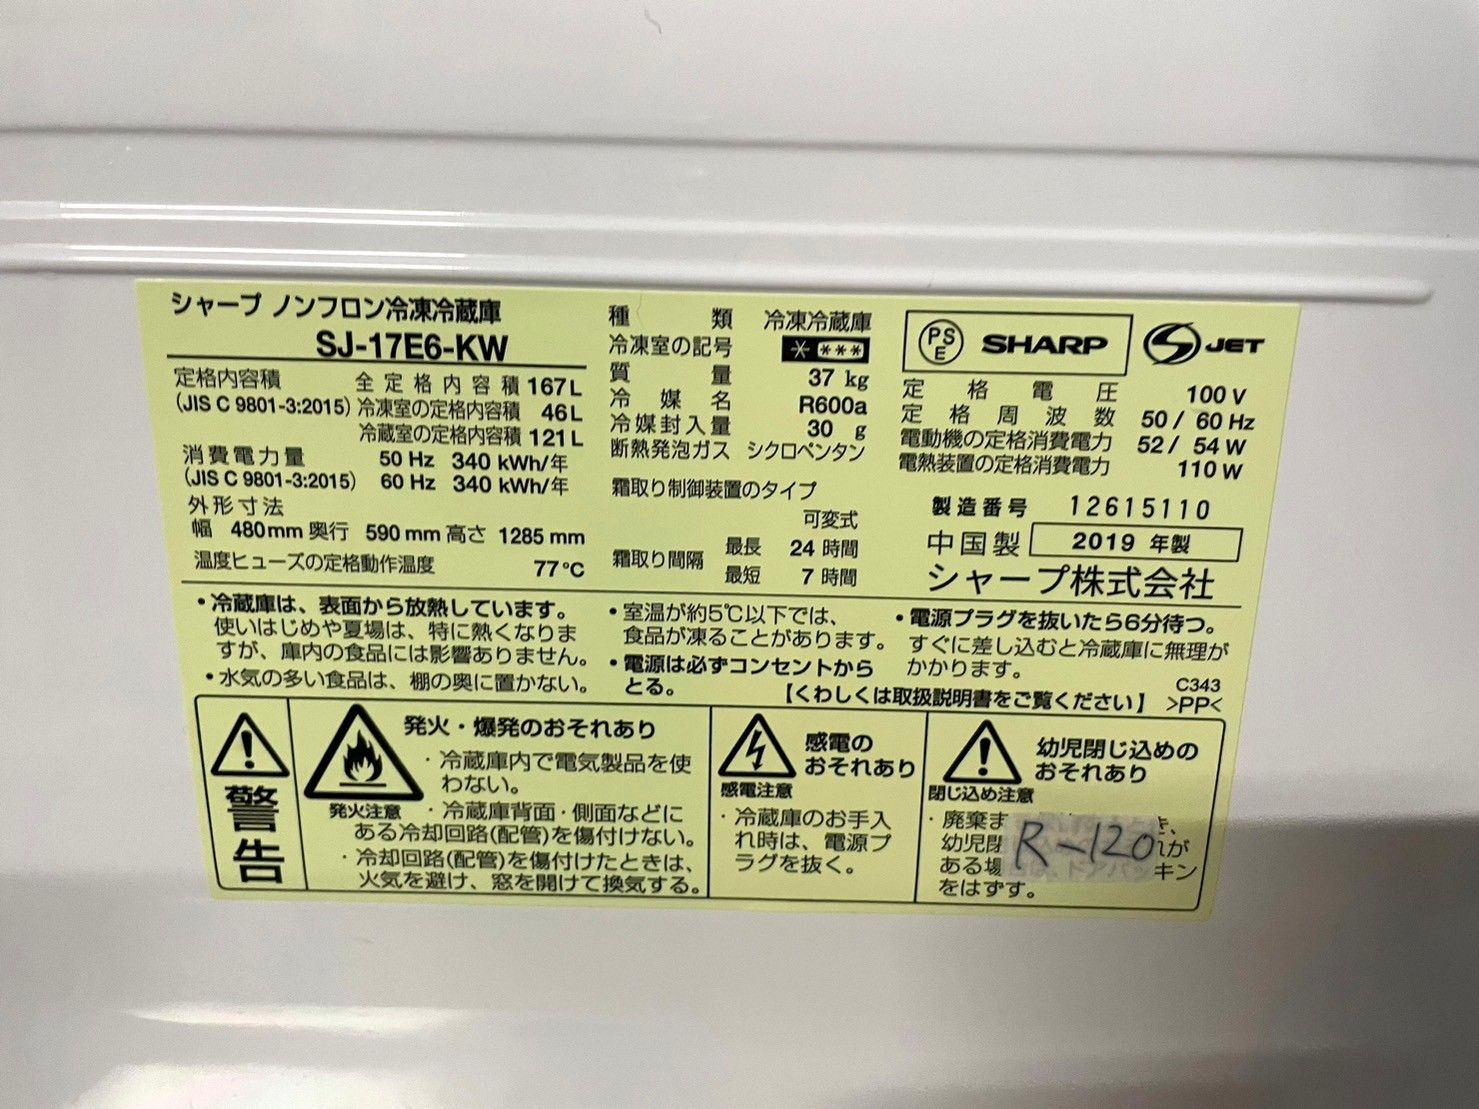 シャープ ノンフロン冷凍冷蔵庫
SJ-17E6-KW
定格内容積 全定格内容積 167L
(JIS C 9801-3:2015) 冷凍室の定格内容積 46L
冷蔵室の定格内容積 121L
消費電力量 50 Hz 340 kWh/年
(JIS C 9801-3:2015) 60 Hz 340 kWh/年
外形寸法
幅 480mm 奥行 590mm 高さ 1285mm
温度ヒューズの定格動作温度 77℃
種類 冷凍冷蔵庫
冷凍室の記号 * ***
質量 37 kg
冷媒名 R600a
冷媒封入量 30 g
断熱発泡ガス シクロペンタン
霜取り制御装置のタイプ
可変式
霜取り間隔 最長 24 時間
最短 7 時間
PSE SHARP S JET
定格電圧 100V
定格周波数 50 / 60 Hz
電動機の定格消費電力 52 / 54 W
電熱装置の定格消費電力 110 W
製造番号 12615110
中国製 2019 年製
シャープ株式会社
・冷蔵庫は、表面から放熱しています。
使いはじめや夏場は、特に熱くなりま
すが、庫内の食品には影響ありません。
・水気の多い食品は、棚の奥に置かない。
・室温が約5℃以下では、
食品が凍ることがあります。
・電源は必ずコンセントから
とる。
・電源プラグを抜いたら6分待つ。
すぐに差し込むと冷蔵庫に無理が
かかります。
【くわしくは取扱説明書をご覧ください】
C343
>PP<
警告
発火・爆発のおそれあり
発火注意
・冷蔵庫内で電気製品を使
わない。
・冷蔵庫背面・側面などに
ある冷却回路(配管)を傷付けない。
・冷却回路(配管)を傷付けたときは、
火気を避け、窓を開けて換気する。
感電の
おそれあり
感電注意
・冷蔵庫のお手入
れ時は、電源プ
ラグを抜く。
幼児閉じ込めの
おそれあり
閉じ込め注意
・廃棄ま
幼児閉 が
ある場 キン
をはずす。
R-120